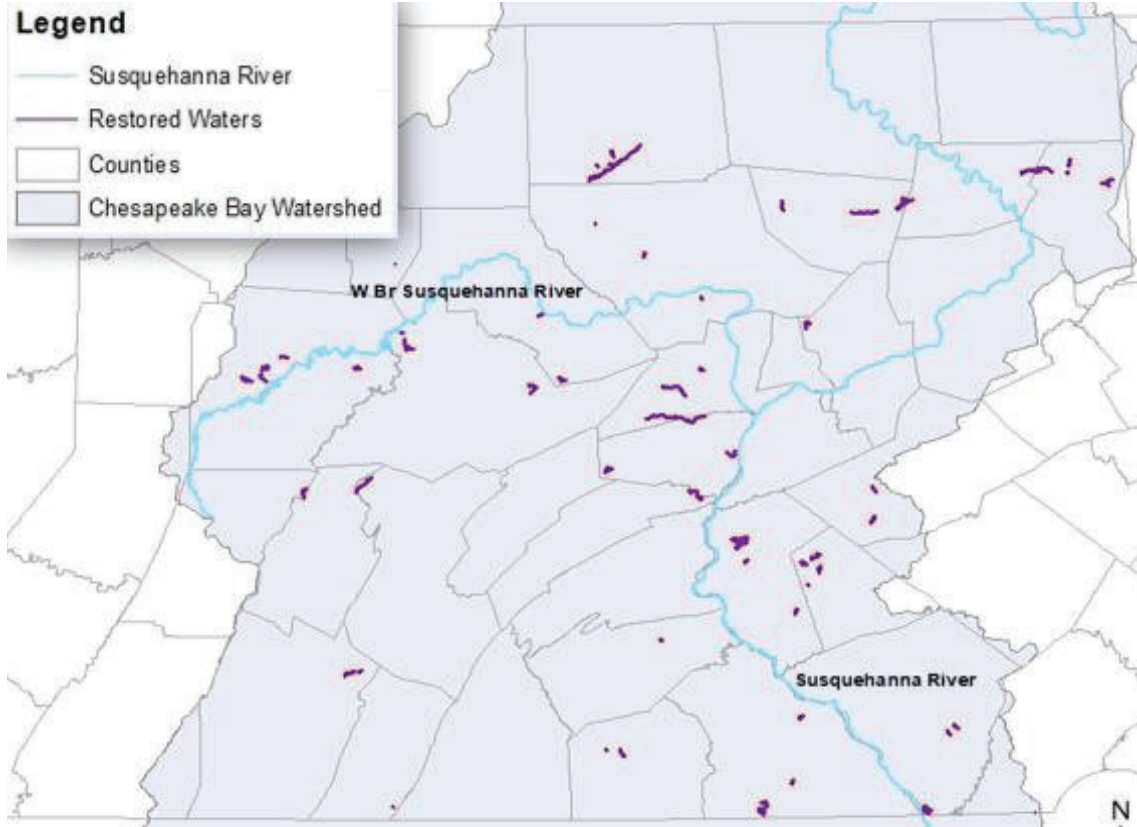 Legend
Susquehanna River
Restored Waters
Counties
Chesapeake Bay Watershed
W Br Susquehanna River
Susquehanna River
N